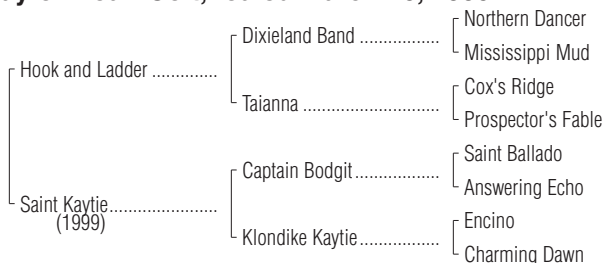 Northern Dancer
Dixieland Band ..................
Mississippi Mud
Hook and Ladder ..............
Cox's Ridge
Taianna ..............................
Prospector's Fable
Saint Ballado
Captain Bodgit...................
Answering Echo
Saint Kaytie.......................
(1999)
Encino
Klondike Kaytie..................
Charming Dawn